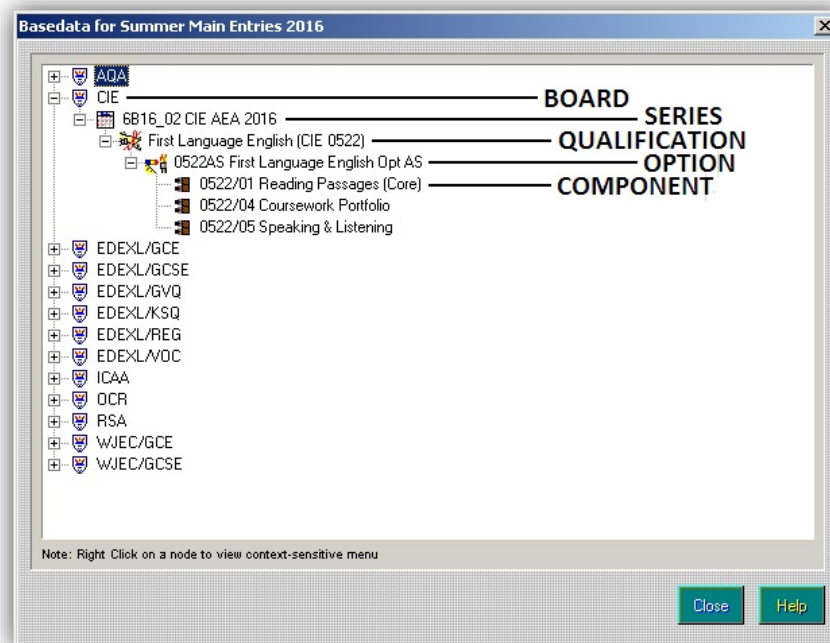 Basedata for Summer Main Entries 2016
AQA
CIE BOARD
6B16_02 CIE AEA 2016 SERIES
First Language English (CIE 0522) QUALIFICATION
0522AS First Language English Opt AS OPTION
0522/01 Reading Passages (Core) COMPONENT
0522/04 Coursework Portfolio
0522/05 Speaking & Listening
EDEXL/GCE
EDEXL/GCSE
EDEXL/GVQ
EDEXL/KSQ
EDEXL/REG
EDEXL/VOC
ICAA
OCR
RSA
WJEC/GCE
WJEC/GCSE
Note: Right Click on a node to view context-sensitive menu
Close Help